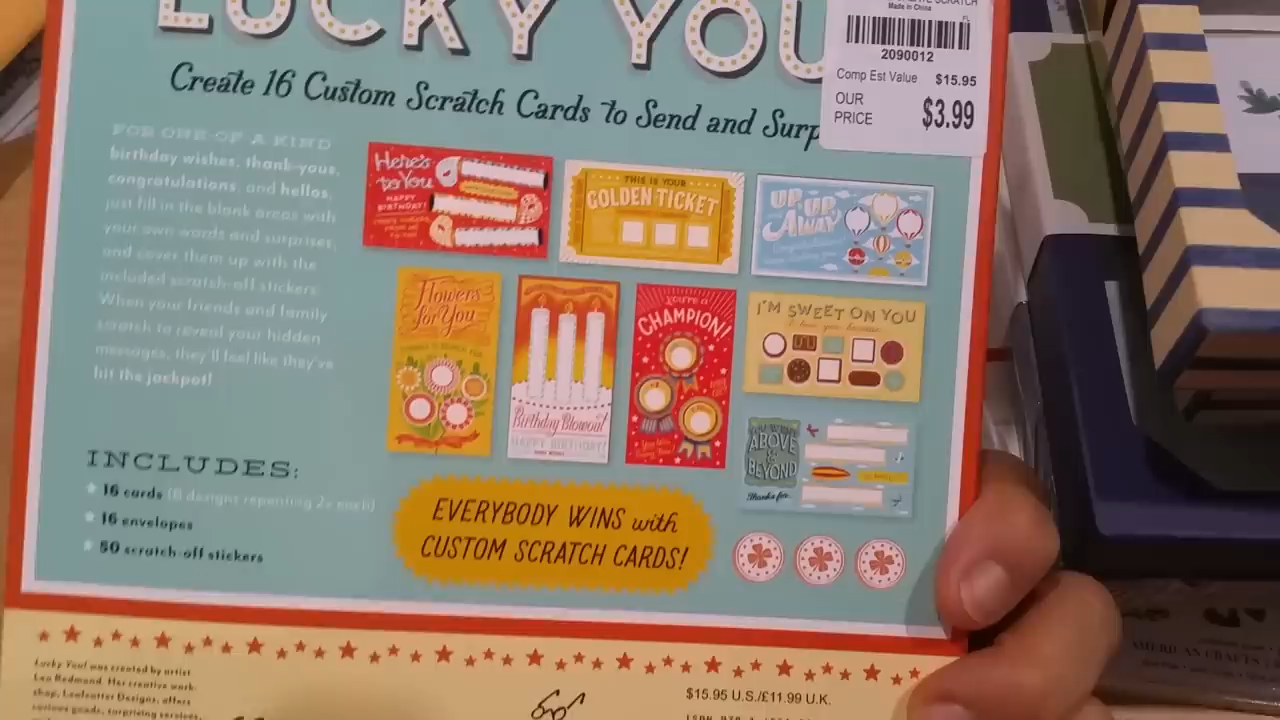 LUCKY YOU
Create 16 Custom Scratch Cards to Send and Surp
Made in China
2090012
Comp Est Value $15.95
OUR PRICE $3.99
FOR ONE-OF-A-KIND
birthday wishes, thank-yous,
congratulations, and hellos,
just fill in the blank areas with
your own words and surprises,
and cover them up with the
included scratch-off stickers.
When your friends and family
scratch to reveal your hidden
messages, they'll feel like they've
hit the jackpot!
Here's
to You
HAPPY
BIRTHDAY!
THIS IS YOUR
GOLDEN TICKET
UP UP
AWAY
Flowers
for You
Birthday Blowout!
HAPPY BIRTHDAY!
YOU'RE A
CHAMPION!
I'M SWEET ON YOU
ABOVE
&
BEYOND
Thanks for
INCLUDES:
16 cards (8 designs repeating 2x each)
16 envelopes
50 scratch-off stickers
EVERYBODY WINS with
CUSTOM SCRATCH CARDS!
Lucky You! was created by artist
Lea Redmond. Her creative work-
shop, Leafcutter Designs, offers
curious goods, surprising services,
$15.95 U.S./£11.99 U.K.
AMERICAN CRAFTS